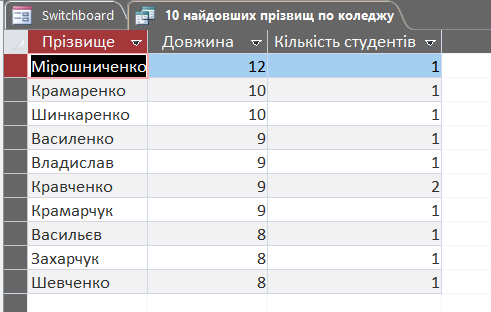 Switchboard 10 найдовших прізвищ по коледжу
Прізвище Довжина Кількість студентів
Мірошниченко 12 1
Крамаренко 10 1
Шинкаренко 10 1
Василенко 9 1
Владислав 9 1
Кравченко 9 2
Крамарчук 9 1
Васильєв 8 1
Захарчук 8 1
Шевченко 8 1